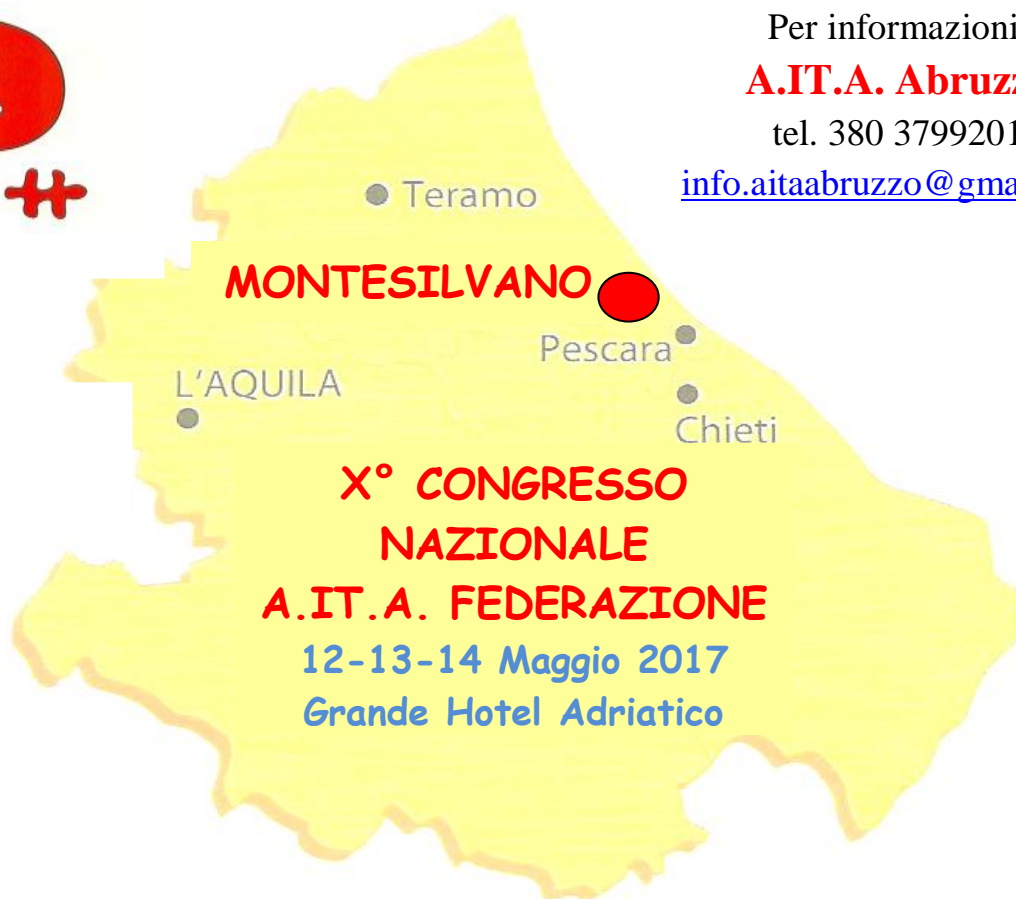 Per informazioni
A.IT.A. Abruzz
tel. 380 3799201
info.aitaabruzzo@gma
Teramo
MONTESILVANO
Pescara
L'AQUILA
Chieti
X° CONGRESSO
NAZIONALE
A.IT.A. FEDERAZIONE
12-13-14 Maggio 2017
Grande Hotel Adriatico